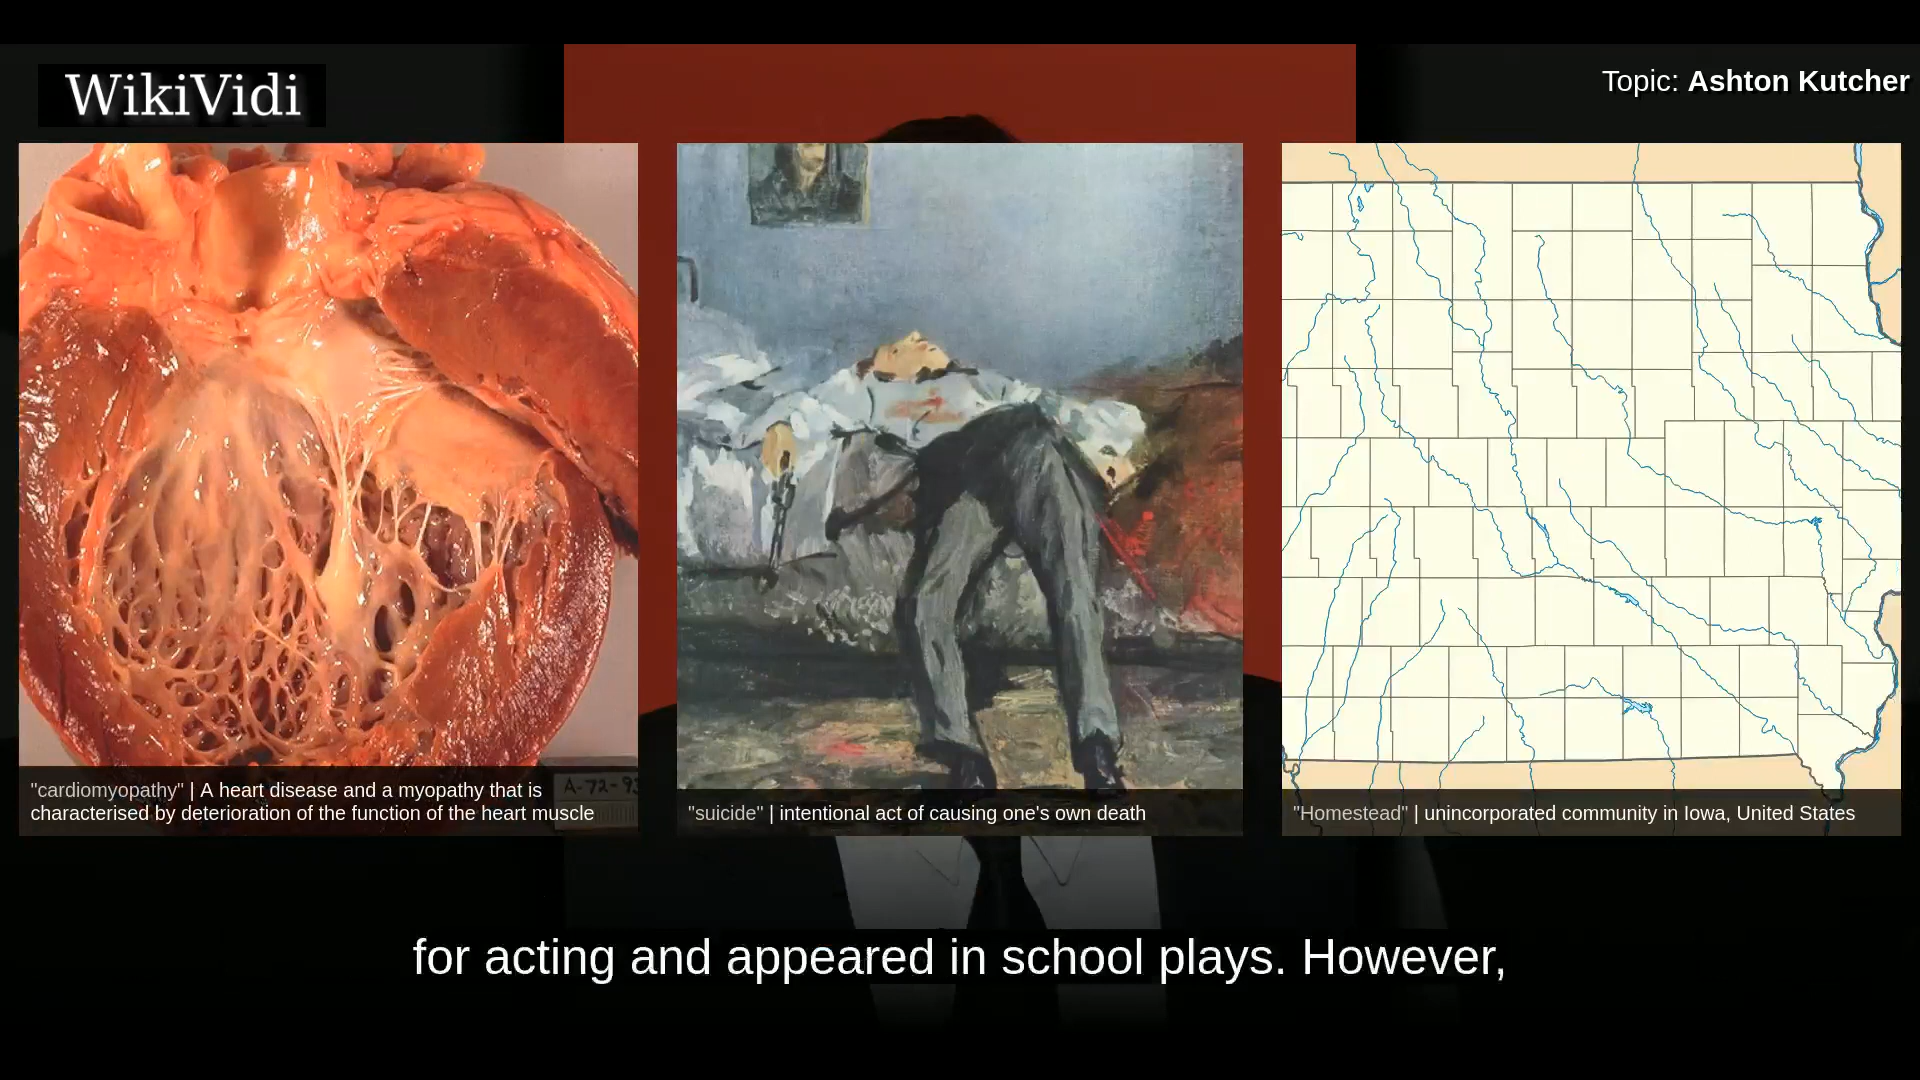 WikiVidi
Topic: Ashton Kutcher
A-72-93
"cardiomyopathy" | A heart disease and a myopathy that is
characterised by deterioration of the function of the heart muscle
"suicide" | intentional act of causing one's own death
"Homestead" | unincorporated community in Iowa, United States
for acting and appeared in school plays. However,